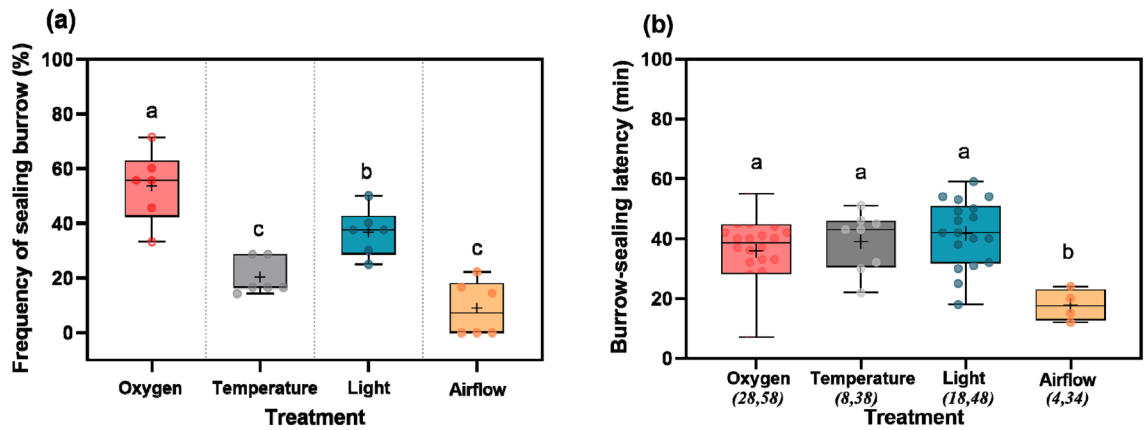 (a)
Frequency of sealing burrow (%)
100
80
60
40
20
0
a
c
b
c
Oxygen Temperature Light Airflow
Treatment
(b)
Burrow-sealing latency (min)
100
80
60
40
20
0
a
a
a
b
Oxygen Temperature Light Airflow
(28,58) (8,38) (18,48) (4,34)
Treatment